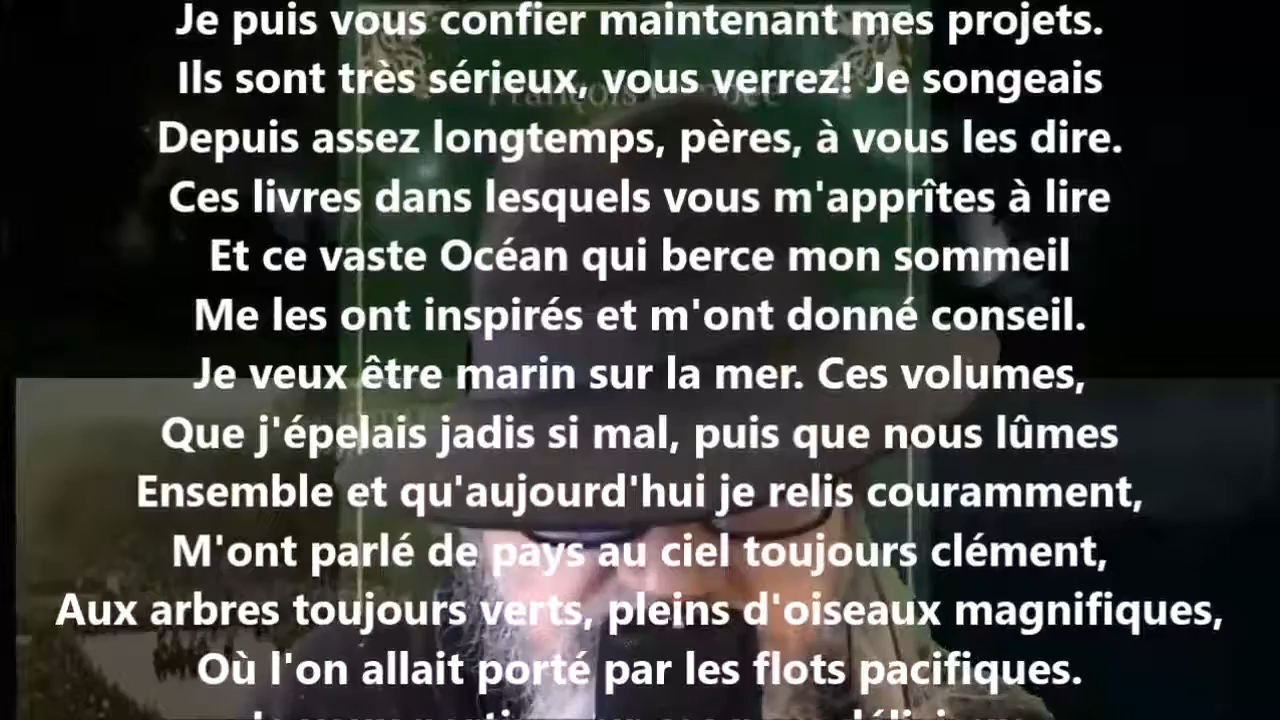 Je puis vous confier maintenant mes projets.
Ils sont très sérieux, vous verrez! Je songeais
François
Depuis assez longtemps, pères, à vous les dire.
Ces livres dans lesquels vous m'apprîtes à lire
Et ce vaste Océan qui berce mon sommeil
Me les ont inspirés et m'ont donné conseil.
Je veux être marin sur la mer. Ces volumes,
Que j'épelais jadis si mal, puis que nous lûmes
Ensemble et qu'aujourd'hui je relis couramment,
M'ont parlé de pays au ciel toujours clément,
Aux arbres toujours verts, pleins d'oiseaux magnifiques,
Où l'on allait porté par les flots pacifiques.